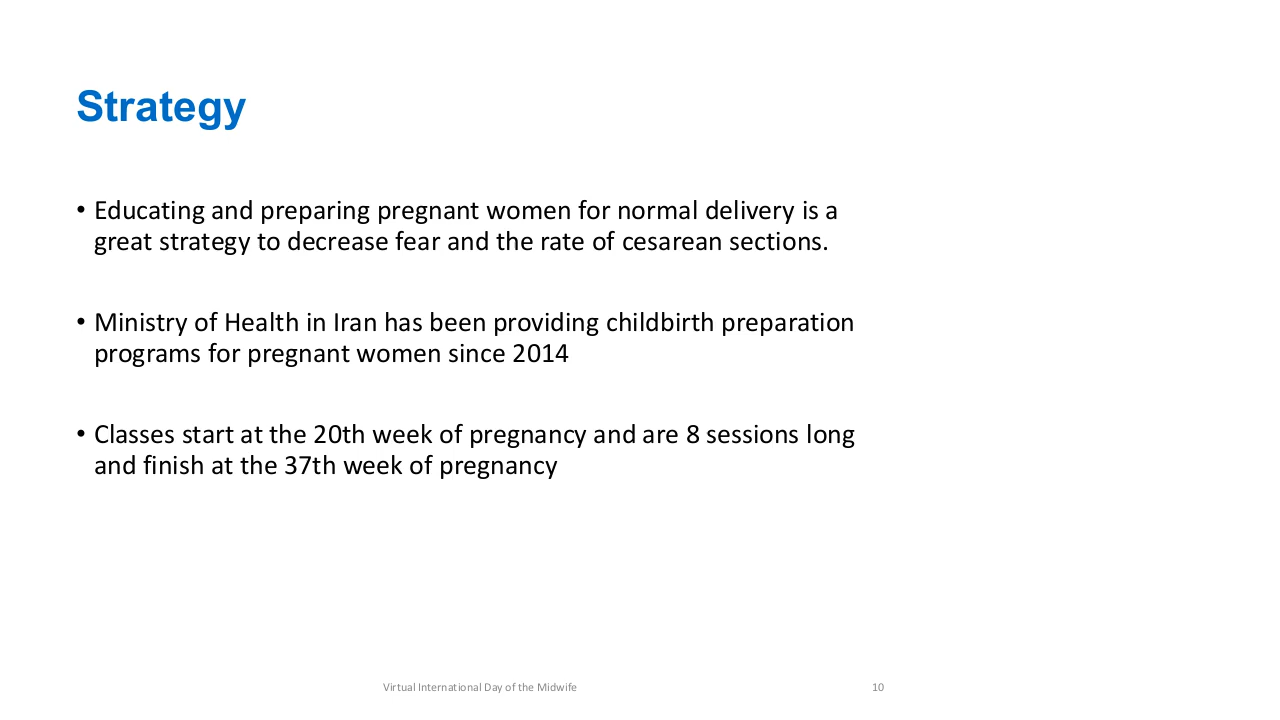 Strategy
• Educating and preparing pregnant women for normal delivery is a
great strategy to decrease fear and the rate of cesarean sections.
• Ministry of Health in Iran has been providing childbirth preparation
programs for pregnant women since 2014
• Classes start at the 20th week of pregnancy and are 8 sessions long
and finish at the 37th week of pregnancy
Virtual International Day of the Midwife
10